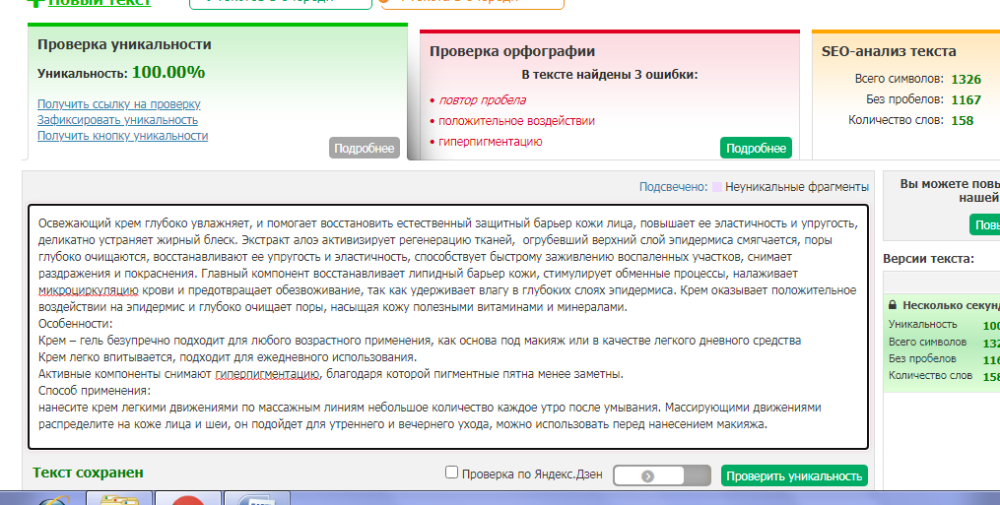 Новый текст
Проверка уникальности
Уникальность: 100.00%
Получить ссылку на проверку
Зафиксировать уникальность
Получить кнопку уникальности
Подробнее
Проверка орфографии
В тексте найдены 3 ошибки:
• повтор пробела
• положительное воздействии
• гиперпигментацию
Подробнее
SEO-анализ текста
Всего символов: 1326
Без пробелов: 1167
Количество слов: 158
Подсвечено: Неуникальные фрагменты
Освежающий крем глубоко увлажняет, и помогает восстановить естественный защитный барьер кожи лица, повышает ее эластичность и упругость,
деликатно устраняет жирный блеск. Экстракт алоэ активизирует регенерацию тканей,  огрубевший верхний слой эпидермиса смягчается, поры
глубоко очищаются, восстанавливают ее упругость и эластичность, способствует быстрому заживлению воспаленных участков, снимает
раздражения и покраснения. Главный компонент восстанавливает липидный барьер кожи, стимулирует обменные процессы, налаживает
микроциркуляцию крови и предотвращает обезвоживание, так как удерживает влагу в глубоких слоях эпидермиса. Крем оказывает положительное
воздействии на эпидермис и глубоко очищает поры, насыщая кожу полезными витаминами и минералами.
Особенности:
Крем – гель безупречно подходит для любого возрастного применения, как основа под макияж или в качестве легкого дневного средства
Крем легко впитывается, подходит для ежедневного использования.
Активные компоненты снимают гиперпигментацию, благодаря которой пигментные пятна менее заметны.
Способ применения:
нанесите крем легкими движениями по массажным линиям небольшое количество каждое утро после умывания. Массирующими движениями
распределите на коже лица и шеи, он подойдет для утреннего и вечернего ухода, можно использовать перед нанесением макияжа.
Текст сохранен
Проверка по Яндекс.Дзен
Проверить уникальность
Вы можете
нашей
Версии текста:
Несколько
Уникальность
Всего символов
Без пробелов
Количество слов 158